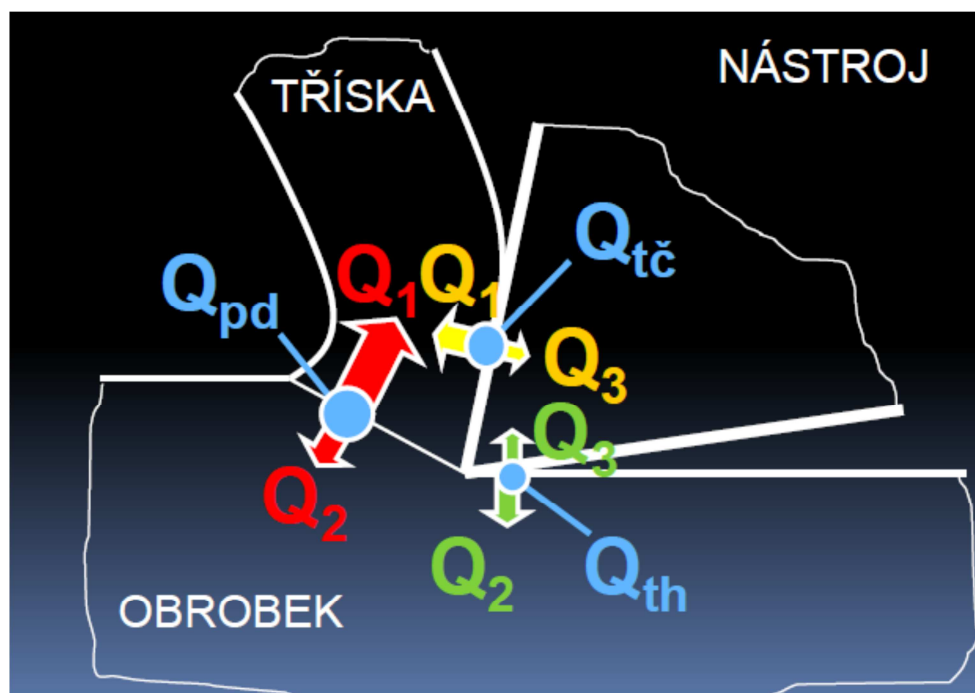 NÁSTROJ
TŘÍSKA
Qtč
Qpd
Q1 Q1
Q3
Q3
Q2
Q2
Qth
OBROBEK